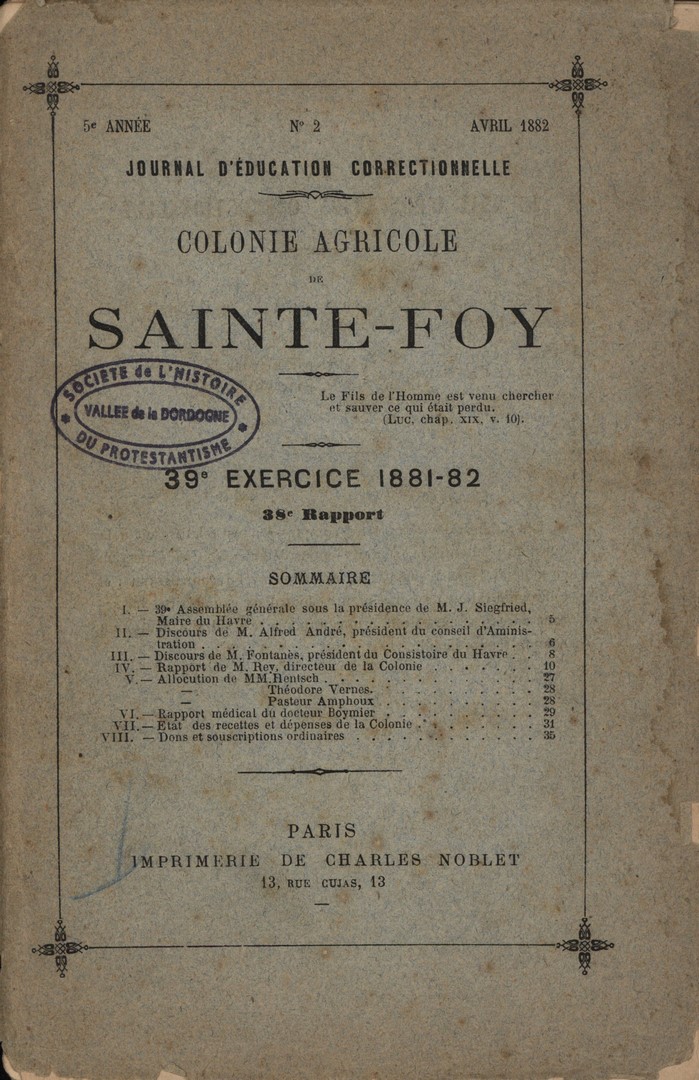 5e ANNÉE No 2 AVRIL 1882
JOURNAL D'ÉDUCATION CORRECTIONNELLE
COLONIE AGRICOLE
DE
SAINTE-FOY
Le Fils de l'Homme est venu chercher
et sauver ce qui était perdu.
(LUC, chap. XIX, v. 10).
SOCIETE de L'HISTOIRE
VALLEE de la DORDOGNE
DU PROTESTANTISME
39e EXERCICE 1881-82
38e Rapport
SOMMAIRE
I. — 39e Assemblée générale sous la présidence de M. J. Siegfried,
Maire du Havre . . . . . . . . . . . . . . . . . . 5
II. — Discours de M. Alfred André, président du conseil d'Aminis-
tration . . . . . . . . . . . . . . . . . . . . . . 6
III. — Discours de M. Fontanès, président du Consistoire du Havre . . 8
IV. — Rapport de M. Rey, directeur de la Colonie . . . . . . . 10
V. — Allocution de MM. Hentsch . . . . . . . . . . . . . . 27
— Théodore Vernes. . . . . . . . . . . . 28
— Pasteur Amphoux . . . . . . . . . . . 28
VI. — Rapport médical du docteur Boymier . . . . . . . . . . 29
VII. — Etat des recettes et dépenses de la Colonie . . . . . . . . 31
VIII. — Dons et souscriptions ordinaires . . . . . . . . . . . . 35
PARIS
IMPRIMERIE DE CHARLES NOBLET
13, RUE CUJAS, 13